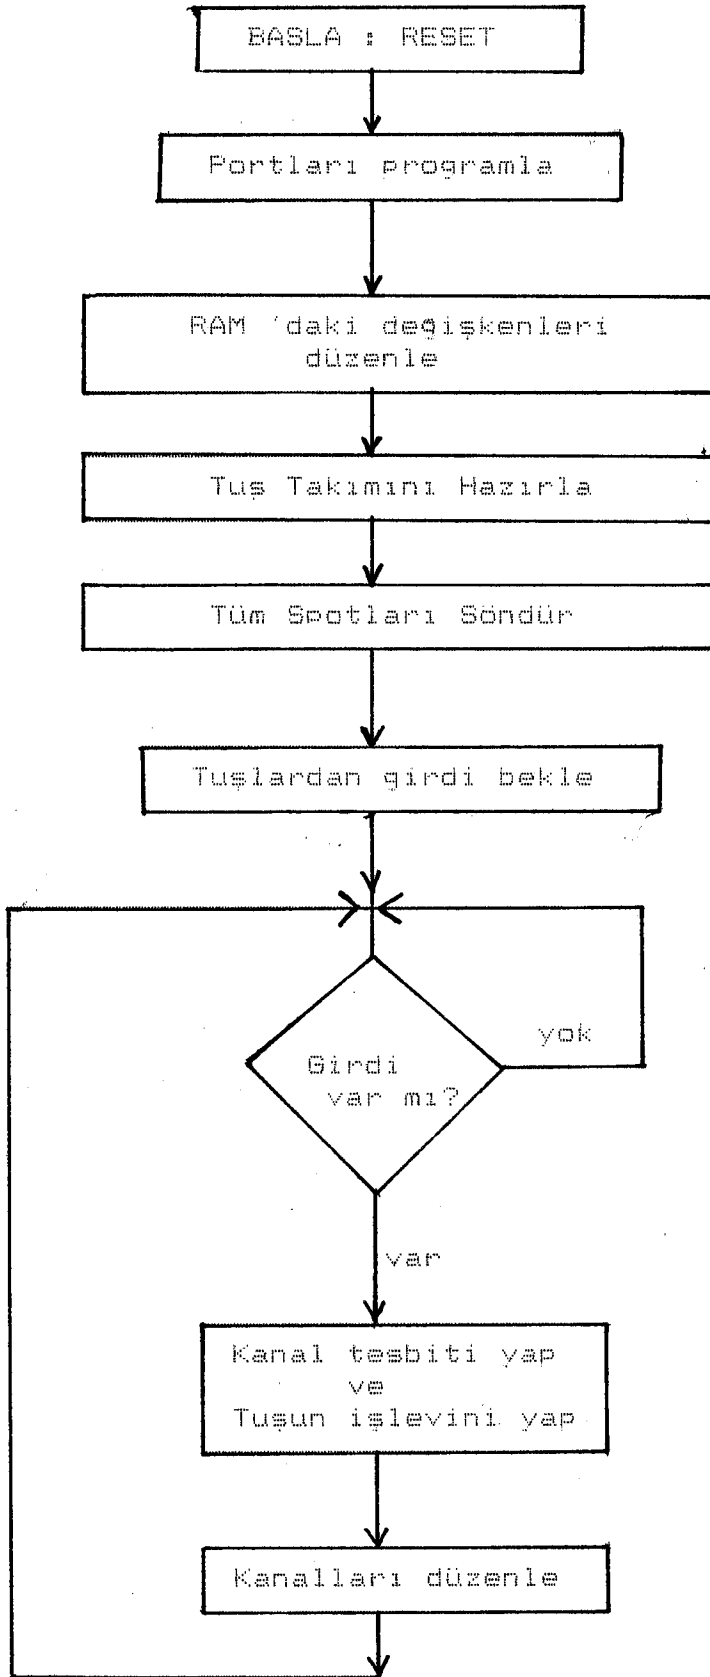 BASLA : RESET
Portları programla
RAM 'daki değişkenleri
düzenle
Tuş Takımını Hazırla
Tüm Spotları Söndür
Tuşlardan girdi bekle
yok
Girdi
var mı?
var
Kanal tesbiti yap
ve
Tuşun işlevini yap
Kanalları düzenle